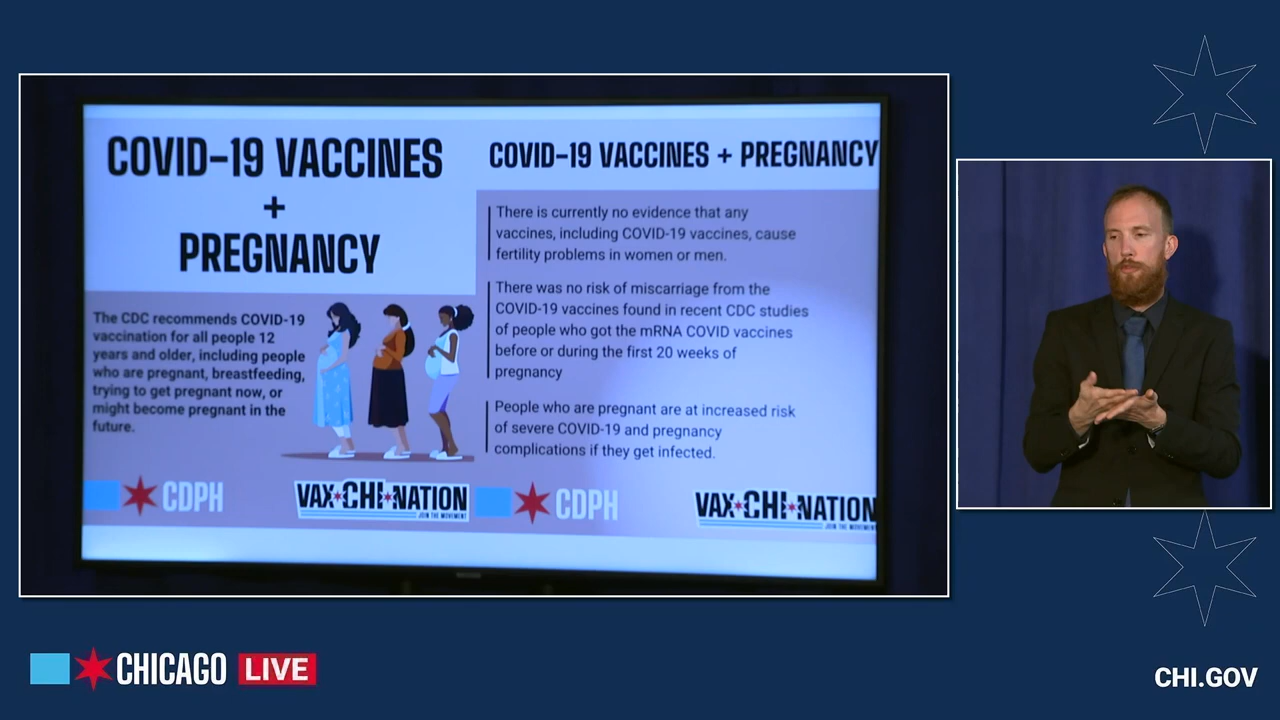 COVID-19 VACCINES
+
PREGNANCY
The CDC recommends COVID-19
vaccination for all people 12
years and older, including people
who are pregnant, breastfeeding,
trying to get pregnant now, or
might become pregnant in the
future.
CDPH
VAX CHI NATION
JOIN THE MOVEMENT
COVID-19 VACCINES + PREGNANCY
There is currently no evidence that any
vaccines, including COVID-19 vaccines, cause
fertility problems in women or men.
There was no risk of miscarriage from the
COVID-19 vaccines found in recent CDC studies
of people who got the mRNA COVID vaccines
before or during the first 20 weeks of
pregnancy
People who are pregnant are at increased risk
of severe COVID-19 and pregnancy
complications if they get infected.
CDPH
VAX CHI NATION
JOIN THE MOVEMENT
CHICAGO LIVE
CHI.GOV